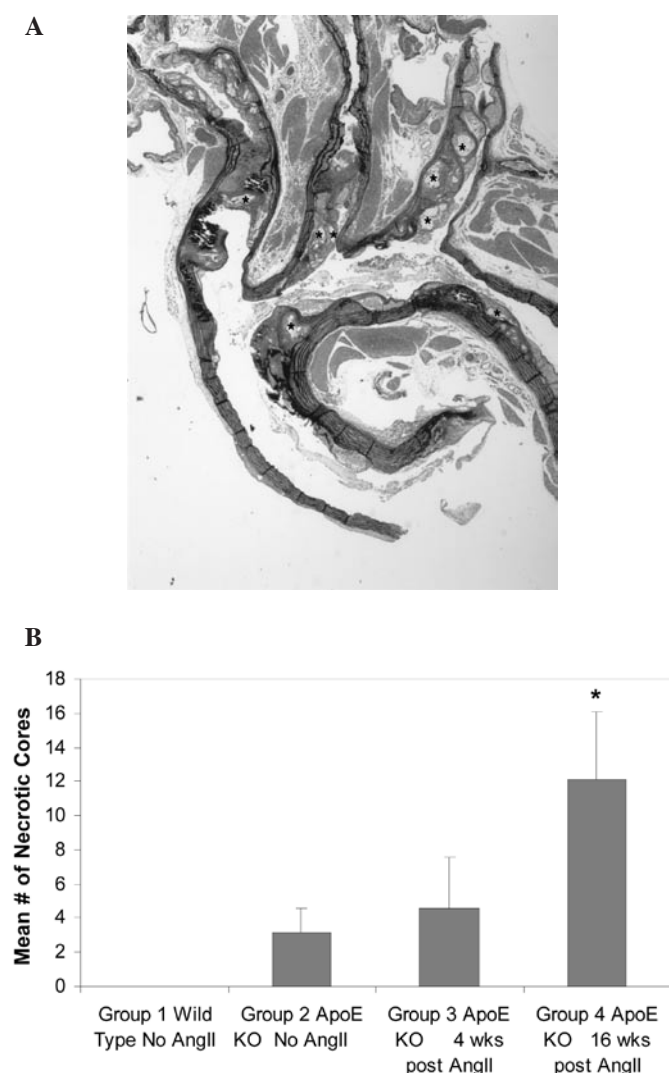 A
* * * * * * * *
B
18
16
14
12
10
8
6
4
2
0
Mean # of Necrotic Cores
*
Group 1 Wild Type No AngII
Group 2 ApoE KO No AngII
Group 3 ApoE KO 4 wks post AngII
Group 4 ApoE KO 16 wks post AngII